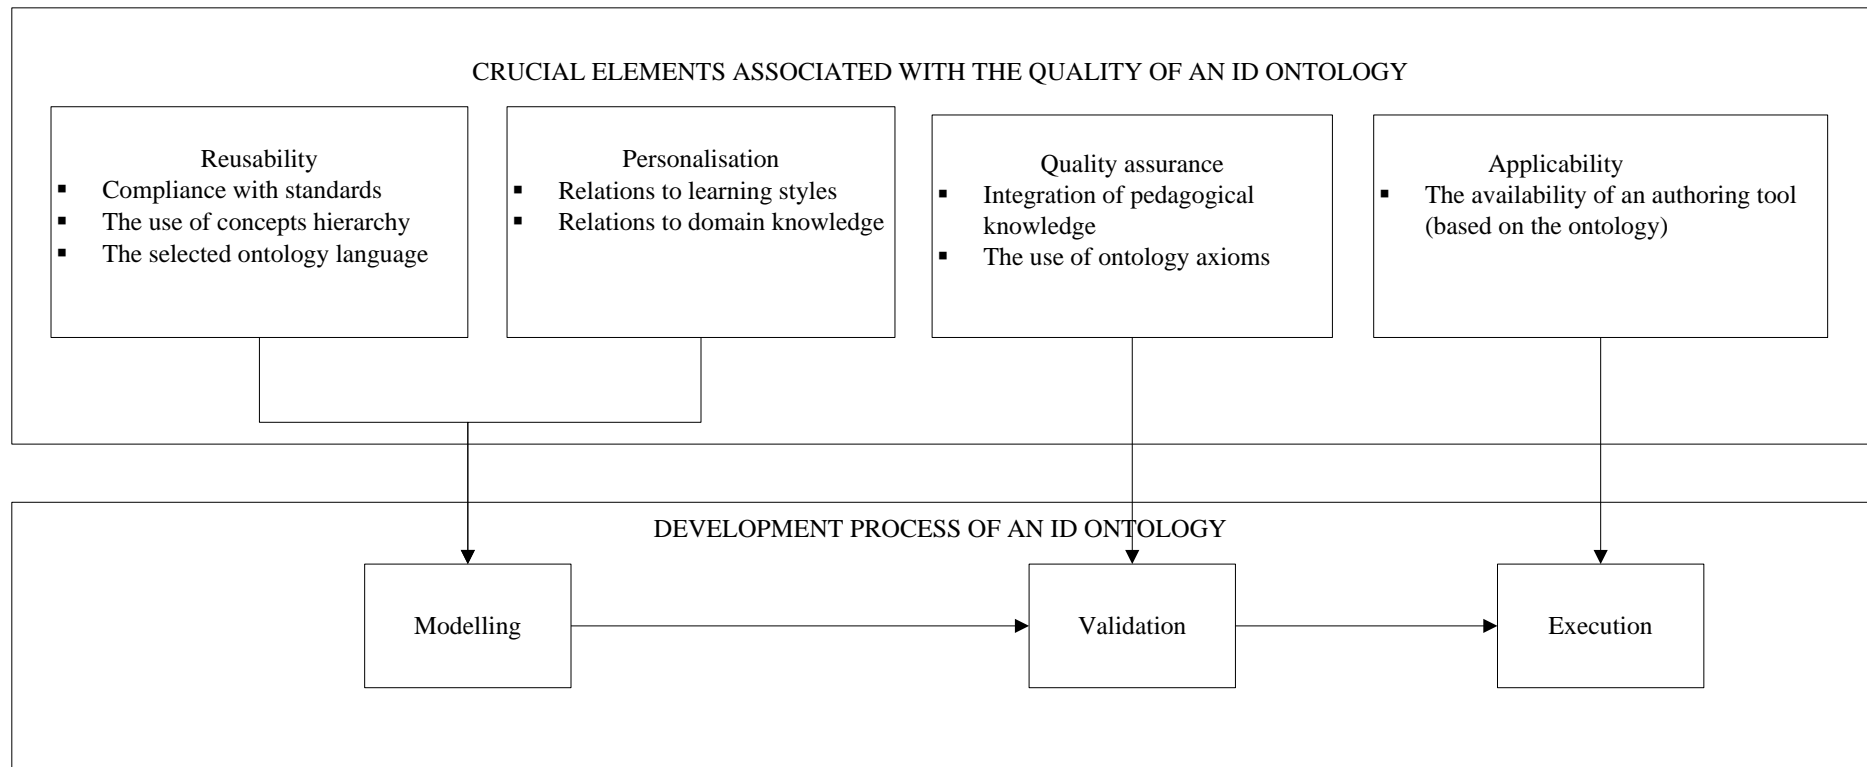 CRUCIAL ELEMENTS ASSOCIATED WITH THE QUALITY OF AN ID ONTOLOGY
Reusability
▪ Compliance with standards
▪ The use of concepts hierarchy
▪ The selected ontology language
Personalisation
▪ Relations to learning styles
▪ Relations to domain knowledge
Quality assurance
▪ Integration of pedagogical
knowledge
▪ The use of ontology axioms
Applicability
▪ The availability of an authoring tool
(based on the ontology)
DEVELOPMENT PROCESS OF AN ID ONTOLOGY
Modelling
Validation
Execution